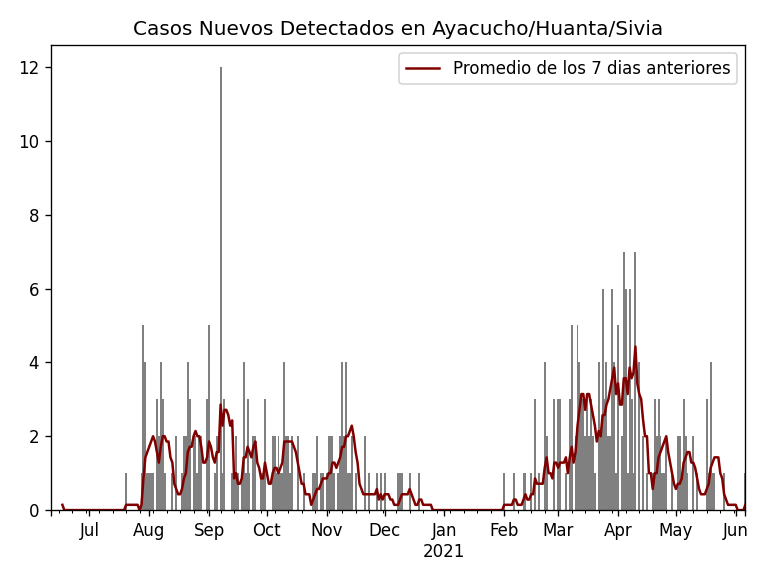 Casos Nuevos Detectados en Ayacucho/Huanta/Sivia
Promedio de los 7 dias anteriores
12
10
8
6
4
2
0
Jul Aug Sep Oct Nov Dec Jan Feb Mar Apr May Jun
2021